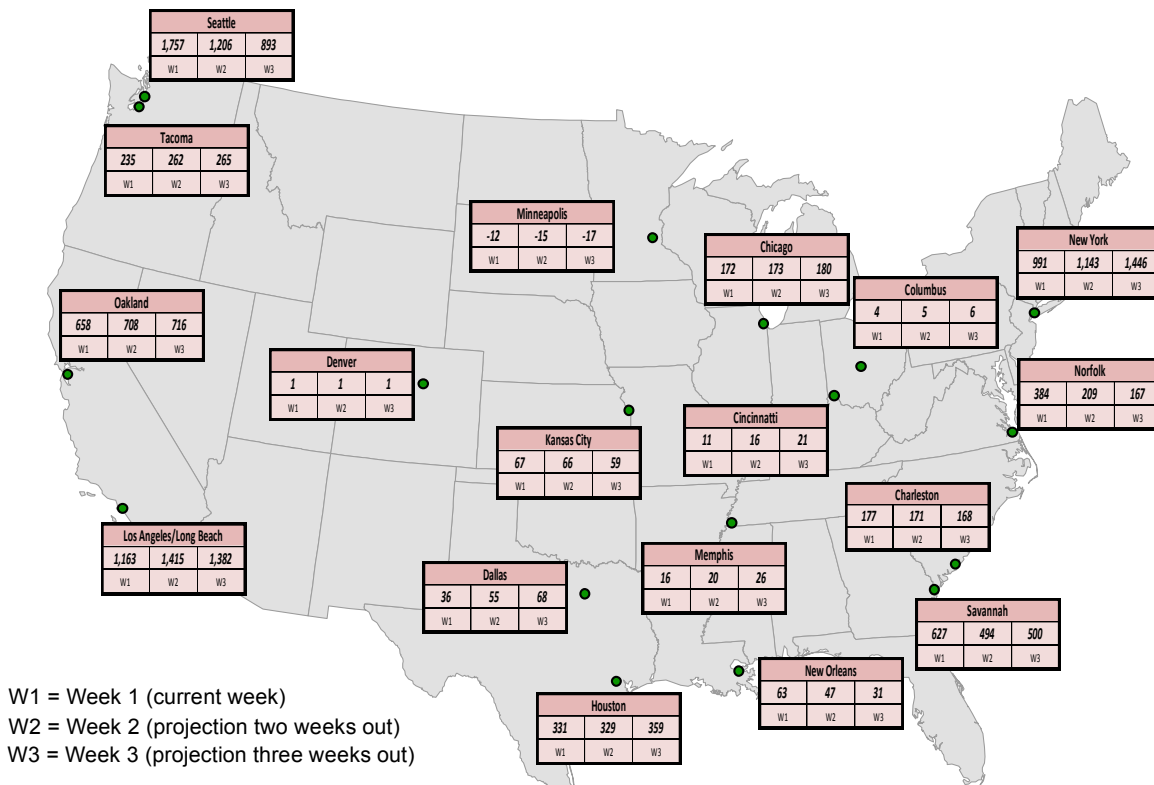 Seattle
1,757 1,206 893
W1 W2 W3
Tacoma
235 262 265
W1 W2 W3
Minneapolis
-12 -15 -17
W1 W2 W3
Chicago
172 173 180
W1 W2 W3
New York
991 1,143 1,446
W1 W2 W3
Columbus
4 5 6
W1 W2 W3
Oakland
658 708 716
W1 W2 W3
Denver
1 1 1
W1 W2 W3
Norfolk
384 209 167
W1 W2 W3
Cincinnatti
11 16 21
W1 W2 W3
Kansas City
67 66 59
W1 W2 W3
Charleston
177 171 168
W1 W2 W3
Los Angeles/Long Beach
1,163 1,415 1,382
W1 W2 W3
Memphis
16 20 26
W1 W2 W3
Dallas
36 55 68
W1 W2 W3
Savannah
627 494 500
W1 W2 W3
New Orleans
63 47 31
W1 W2 W3
Houston
331 329 359
W1 W2 W3
W1 = Week 1 (current week)
W2 = Week 2 (projection two weeks out)
W3 = Week 3 (projection three weeks out)